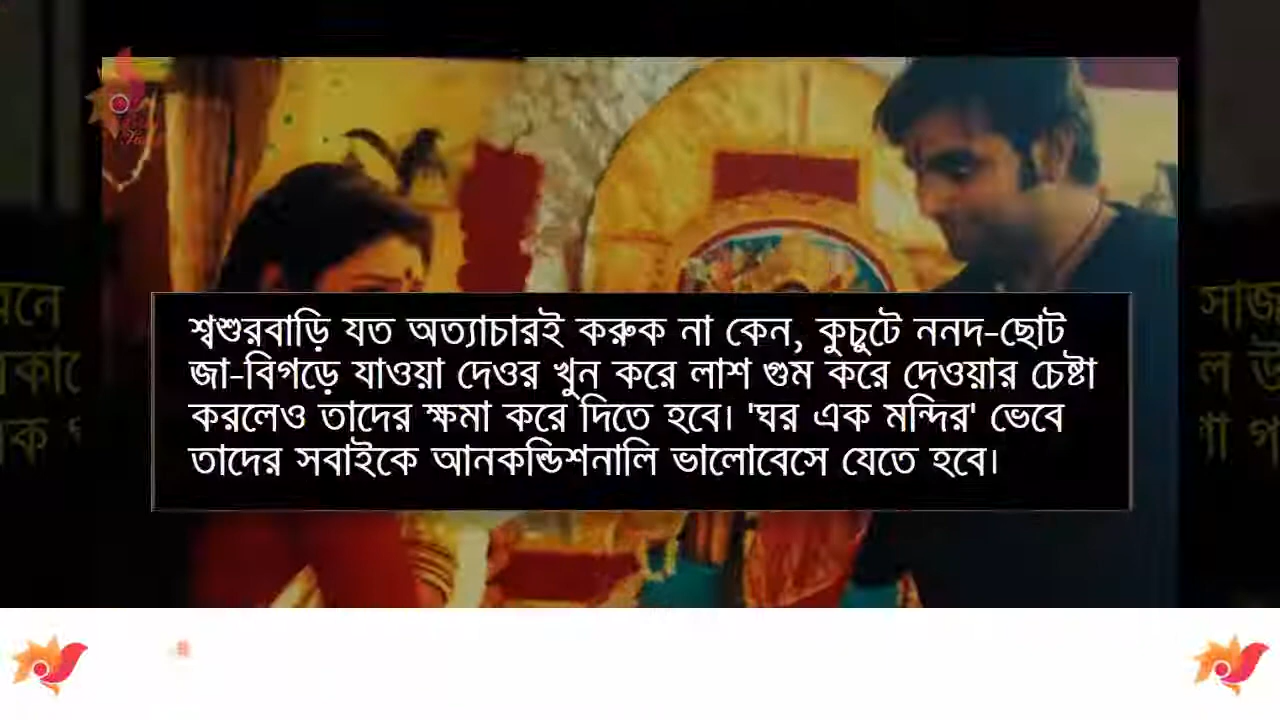 শ্বশুরবাড়ি যত অত্যাচারই করুক না কেন, কুচুটে ননদ-ছোট
জা-বিগড়ে যাওয়া দেওর খুন করে লাশ গুম করে দেওয়ার চেষ্টা
করলেও তাদের ক্ষমা করে দিতে হবে। 'ঘর এক মন্দির' ভেবে
তাদের সবাইকে আনকন্ডিশনালি ভালোবেসে যেতে হবে।